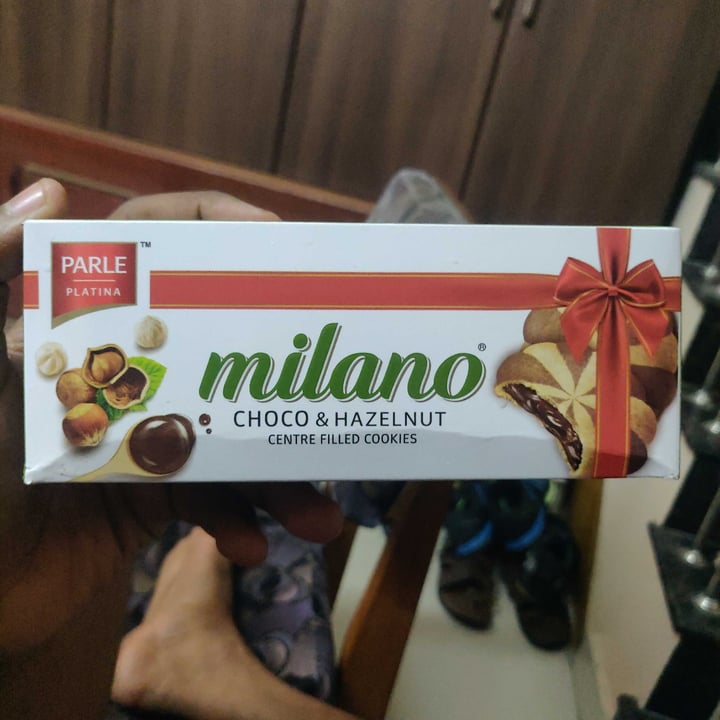 PARLE
PLATINA
™
milano®
CHOCO & HAZELNUT
CENTRE FILLED COOKIES